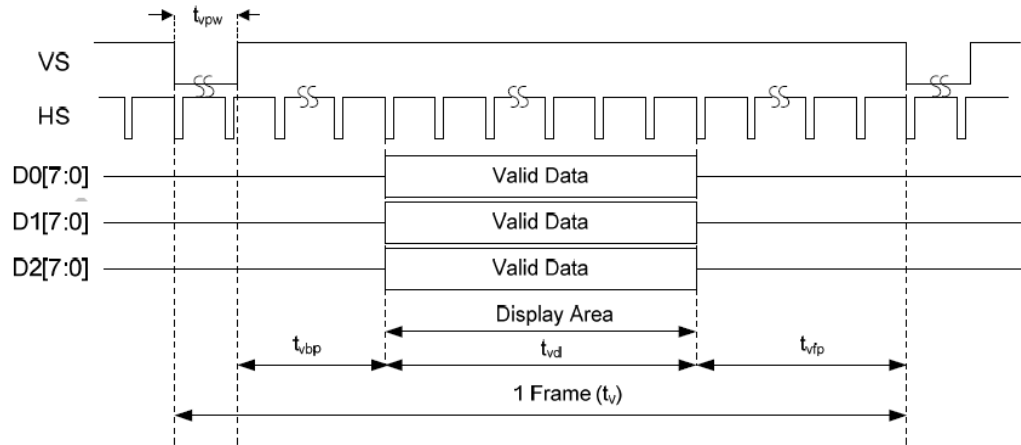 tvpw
VS
HS
D0[7:0] Valid Data
D1[7:0] Valid Data
D2[7:0] Valid Data
Display Area
tvbp tvd tvfp
1 Frame (tv)